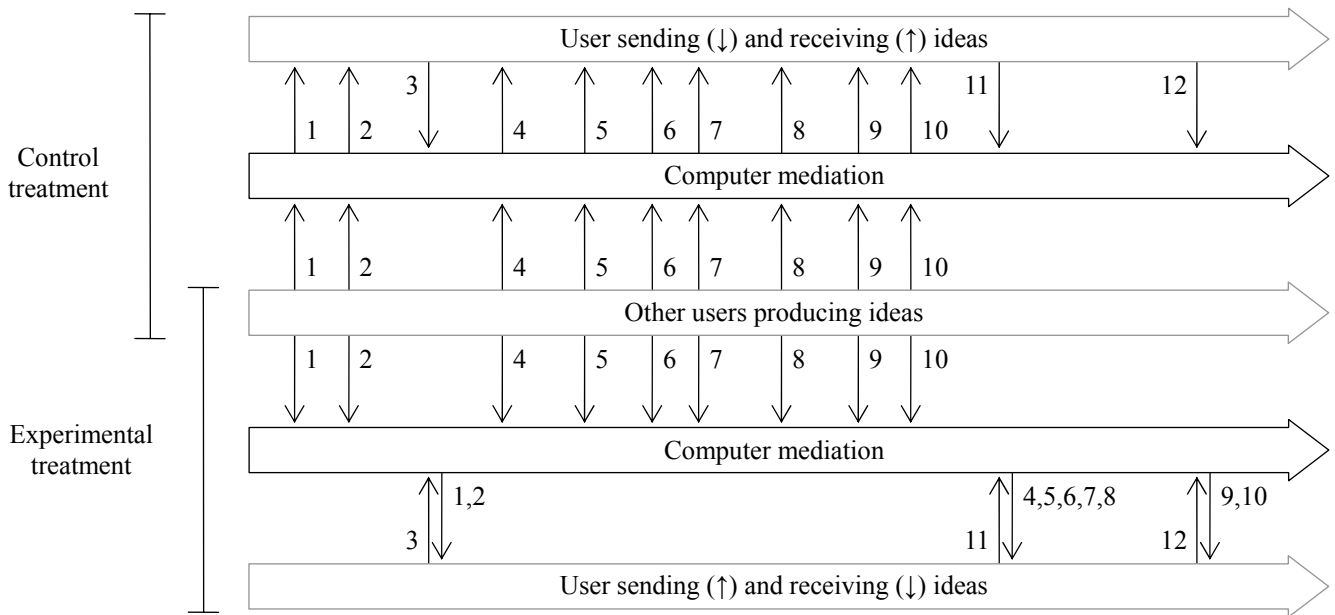 User sending (↓) and receiving (↑) ideas
3 11 12
1 2 4 5 6 7 8 9 10
Control
treatment
Computer mediation
1 2 4 5 6 7 8 9 10
Other users producing ideas
1 2 4 5 6 7 8 9 10
Experimental
treatment
Computer mediation
1,2 4,5,6,7,8 9,10
3 11 12
User sending (↑) and receiving (↓) ideas